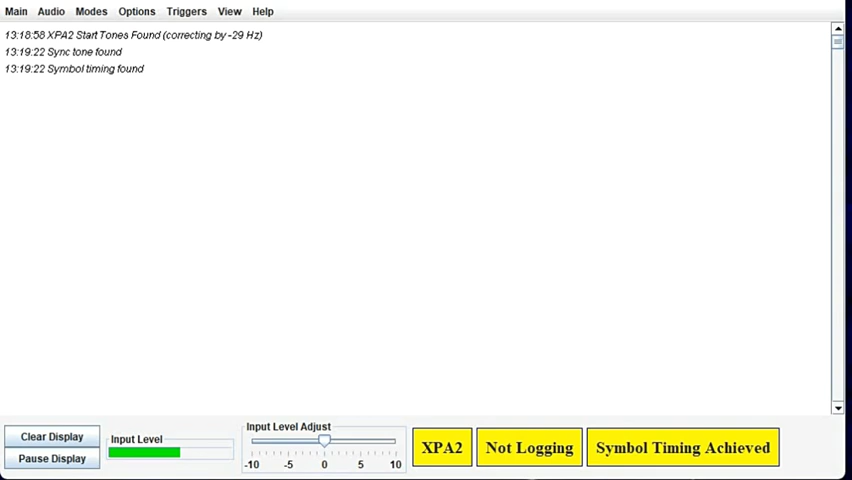 Main Audio Modes Options Triggers View Help
13:18:58 XPA2 Start Tones Found (correcting by -29 Hz)
13:19:22 Sync tone found
13:19:22 Symbol timing found
Clear Display
Pause Display
Input Level
Input Level Adjust
-10 -5 0 5 10
XPA2
Not Logging
Symbol Timing Achieved